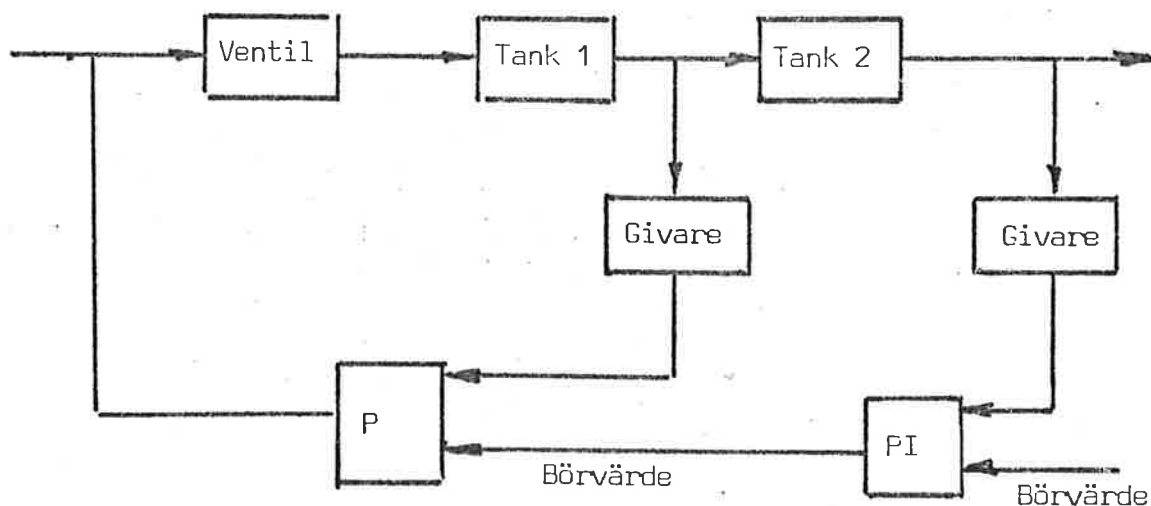 Ventil
Tank 1
Tank 2
Givare
Givare
P
PI
Börvärde
Börvärde